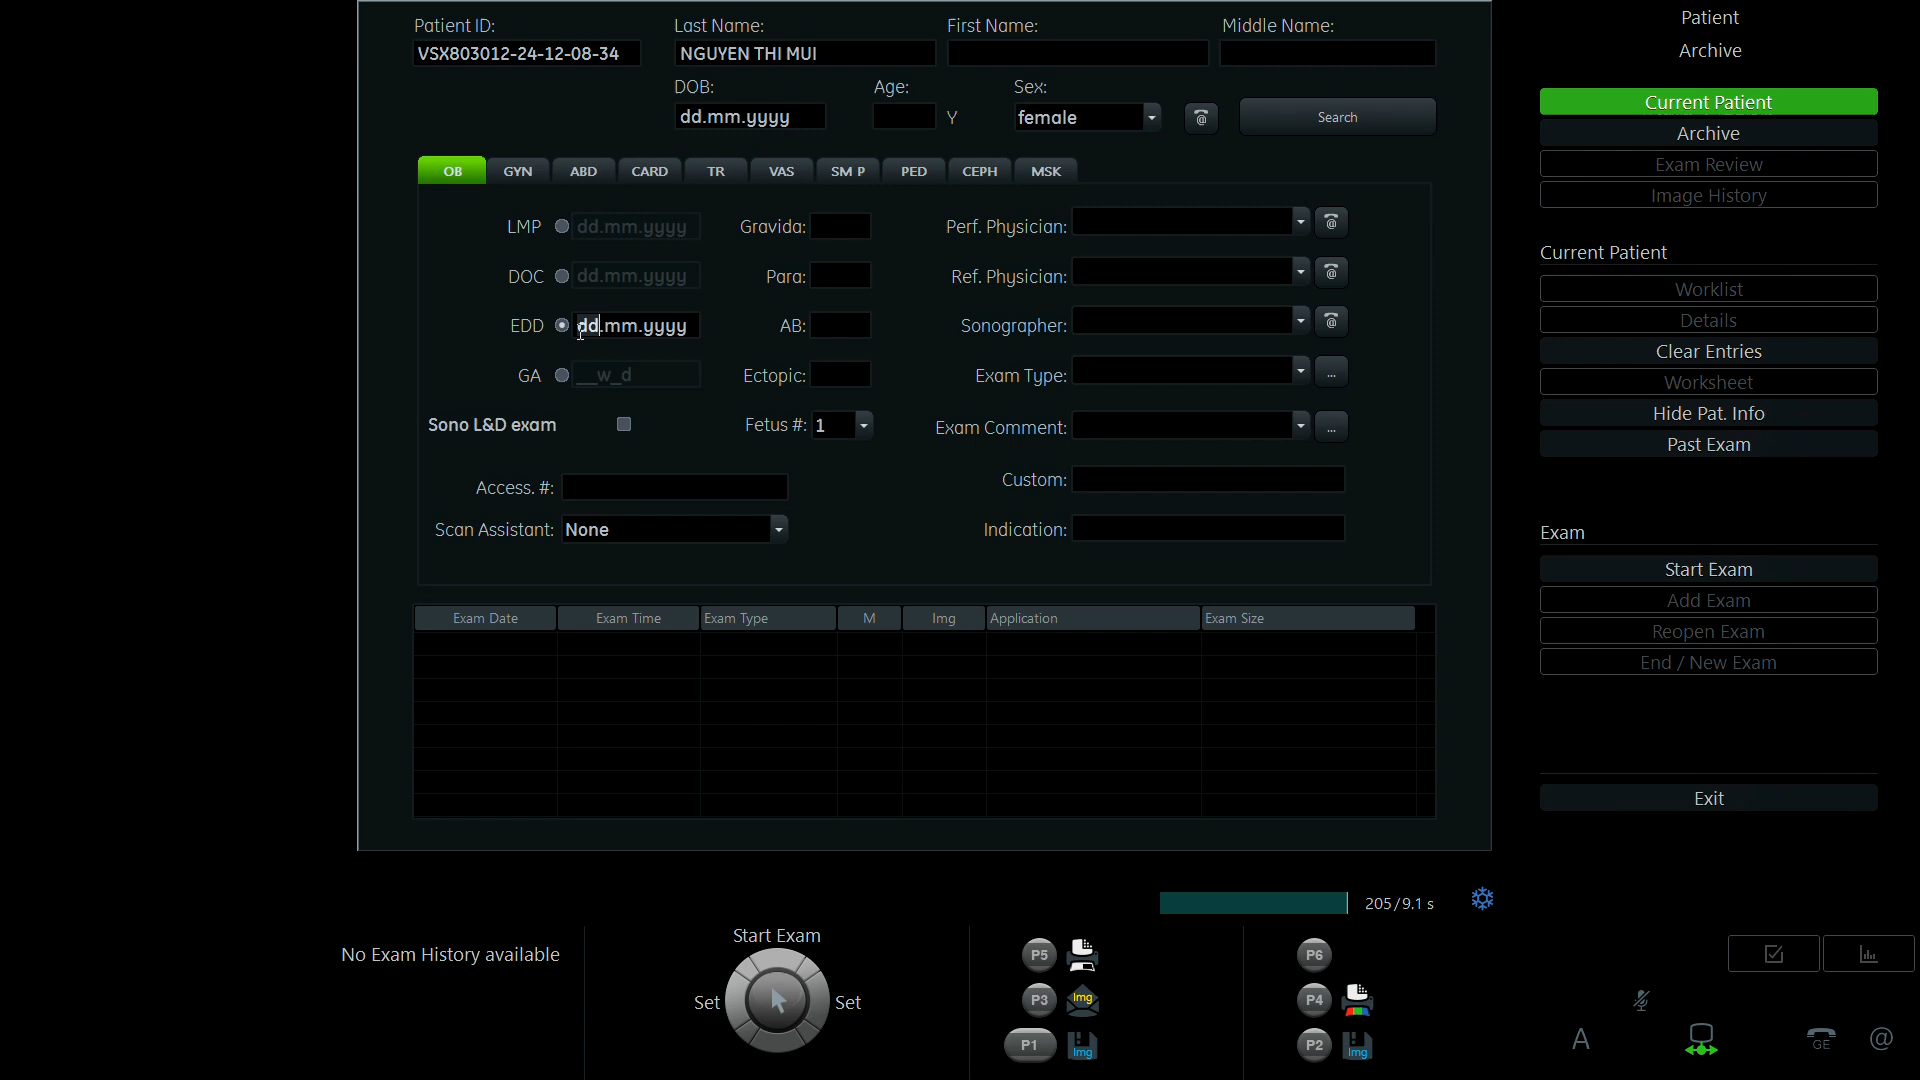 Patient ID: Last Name: First Name: Middle Name:
VSX803012-24-12-08-34 NGUYEN THI MUI
DOB: Age: Sex:
dd.mm.yyyy Y female Search
OB GYN ABD CARD TR VAS SM P PED CEPH MSK
LMP dd.mm.yyyy Gravida: Perf. Physician:
DOC dd.mm.yyyy Para: Ref. Physician:
EDD dd.mm.yyyy AB: Sonographer:
GA __w_d Ectopic: Exam Type: ...
Sono L&D exam Fetus #: 1 Exam Comment: ...
Access. #: Custom:
Scan Assistant: None Indication:
Exam Date Exam Time Exam Type M Img Application Exam Size
205/9.1 s
Patient
Archive
Current Patient
Archive
Exam Review
Image History
Current Patient
Worklist
Details
Clear Entries
Worksheet
Hide Pat. Info
Past Exam
Exam
Start Exam
Add Exam
Reopen Exam
End / New Exam
Exit
No Exam History available
Start Exam
Set Set
P5 P6
P3 Img P4
P1 Img P2 Img
A GE @